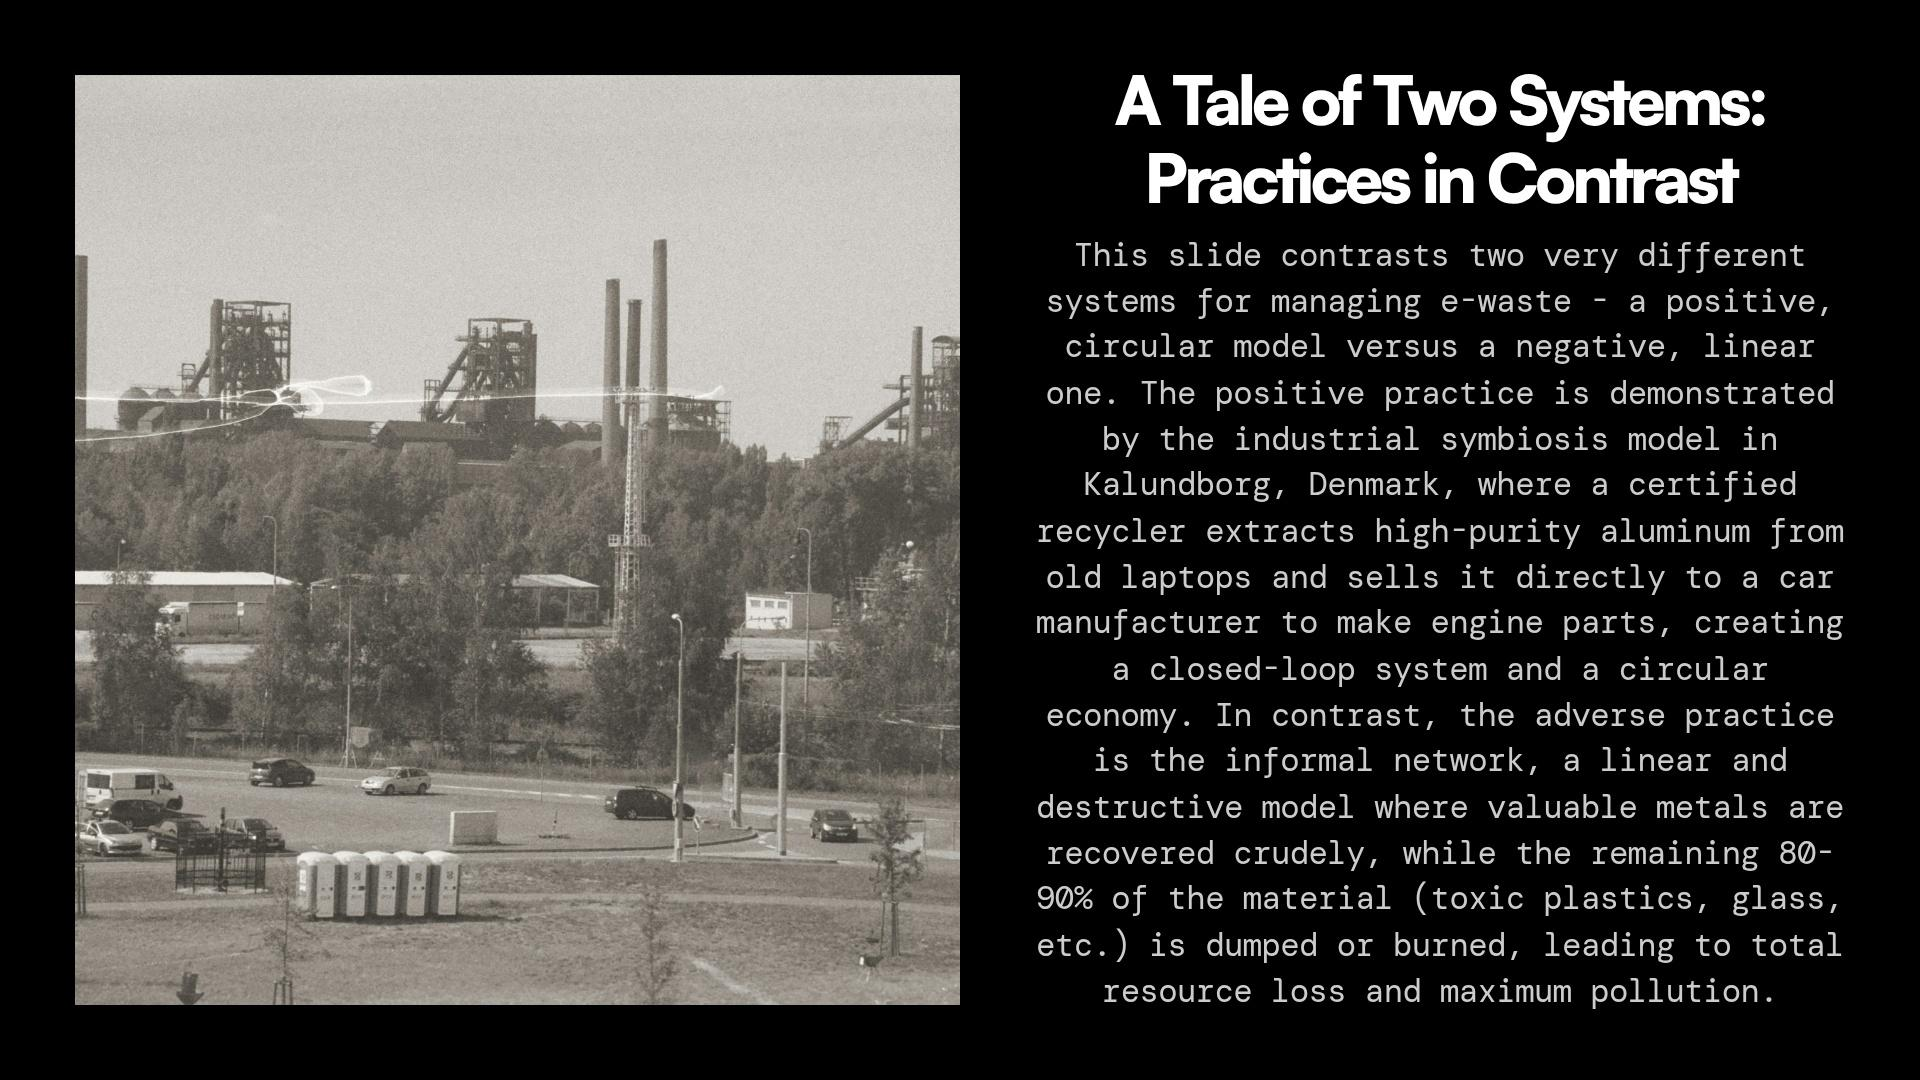 A Tale of Two Systems:
Practices in Contrast
This slide contrasts two very different
systems for managing e-waste - a positive,
circular model versus a negative, linear
one. The positive practice is demonstrated
by the industrial symbiosis model in
Kalundborg, Denmark, where a certified
recycler extracts high-purity aluminum from
old laptops and sells it directly to a car
manufacturer to make engine parts, creating
a closed-loop system and a circular
economy. In contrast, the adverse practice
is the informal network, a linear and
destructive model where valuable metals are
recovered crudely, while the remaining 80-
90% of the material (toxic plastics, glass,
etc.) is dumped or burned, leading to total
resource loss and maximum pollution.